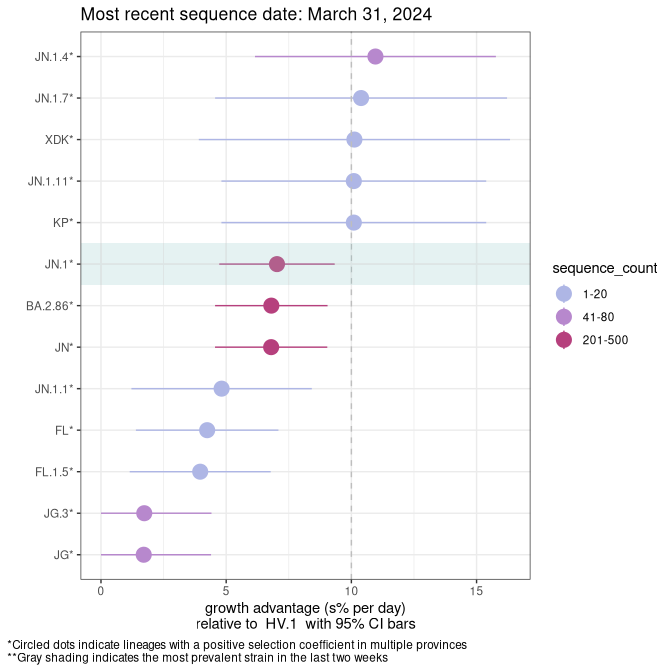 Most recent sequence date: March 31, 2024
JN.1.4*
JN.1.7*
XDK*
JN.1.11*
KP*
JN.1*
BA.2.86*
JN*
JN.1.1*
FL*
FL.1.5*
JG.3*
JG*
0 5 10 15
growth advantage (s% per day)
relative to HV.1 with 95% CI bars
sequence_count
1-20
41-80
201-500
*Circled dots indicate lineages with a positive selection coefficient in multiple provinces
**Gray shading indicates the most prevalent strain in the last two weeks